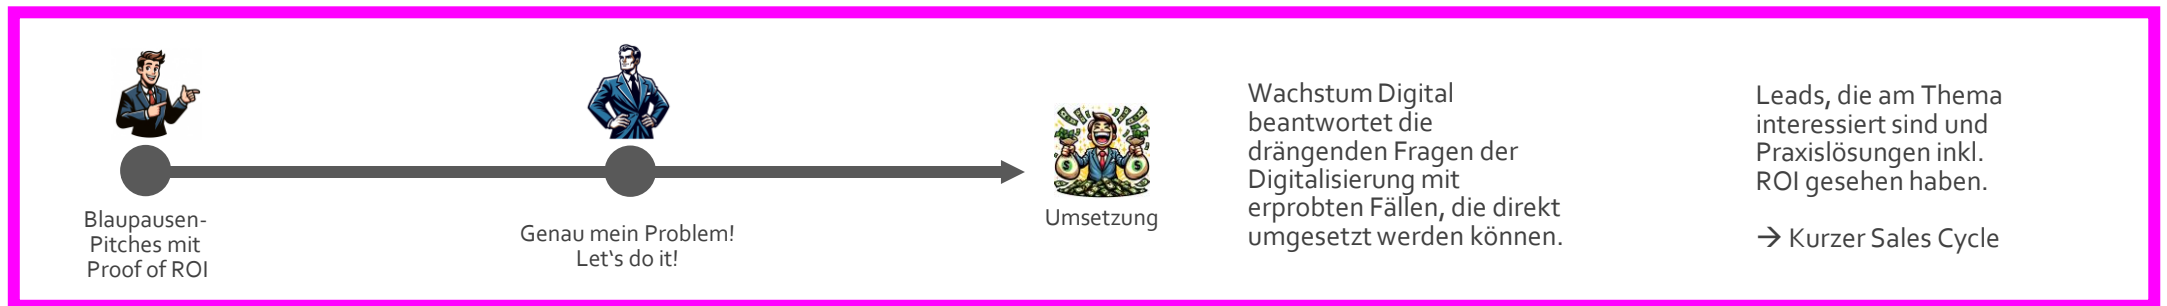 Blaupausen-
Pitches mit
Proof of ROI
Genau mein Problem!
Let's do it!
Umsetzung
Wachstum Digital
beantwortet die
drängenden Fragen der
Digitalisierung mit
erprobten Fällen, die direkt
umgesetzt werden können.
Leads, die am Thema
interessiert sind und
Praxislösungen inkl.
ROI gesehen haben.
→ Kurzer Sales Cycle